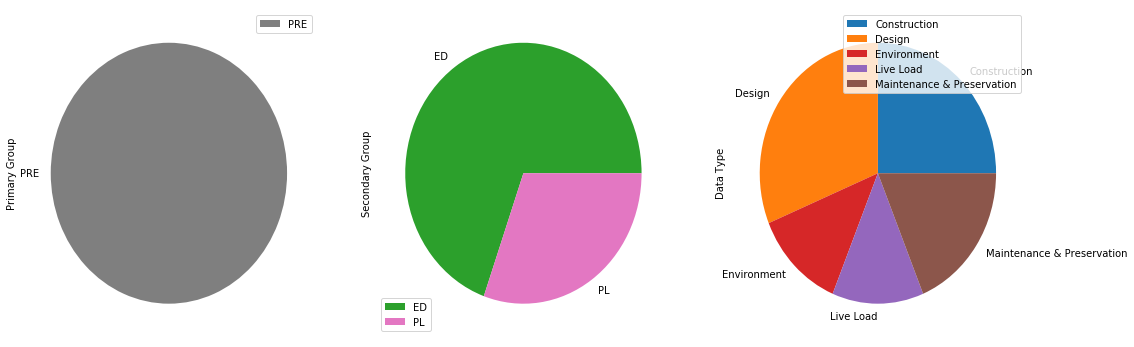 Primary Group
PRE
PRE
Secondary Group
ED
PL
ED
PL
Data Type
Construction
Design
Environment
Live Load
Maintenance & Preservation
Construction
Design
Environment
Live Load
Maintenance & Preservation